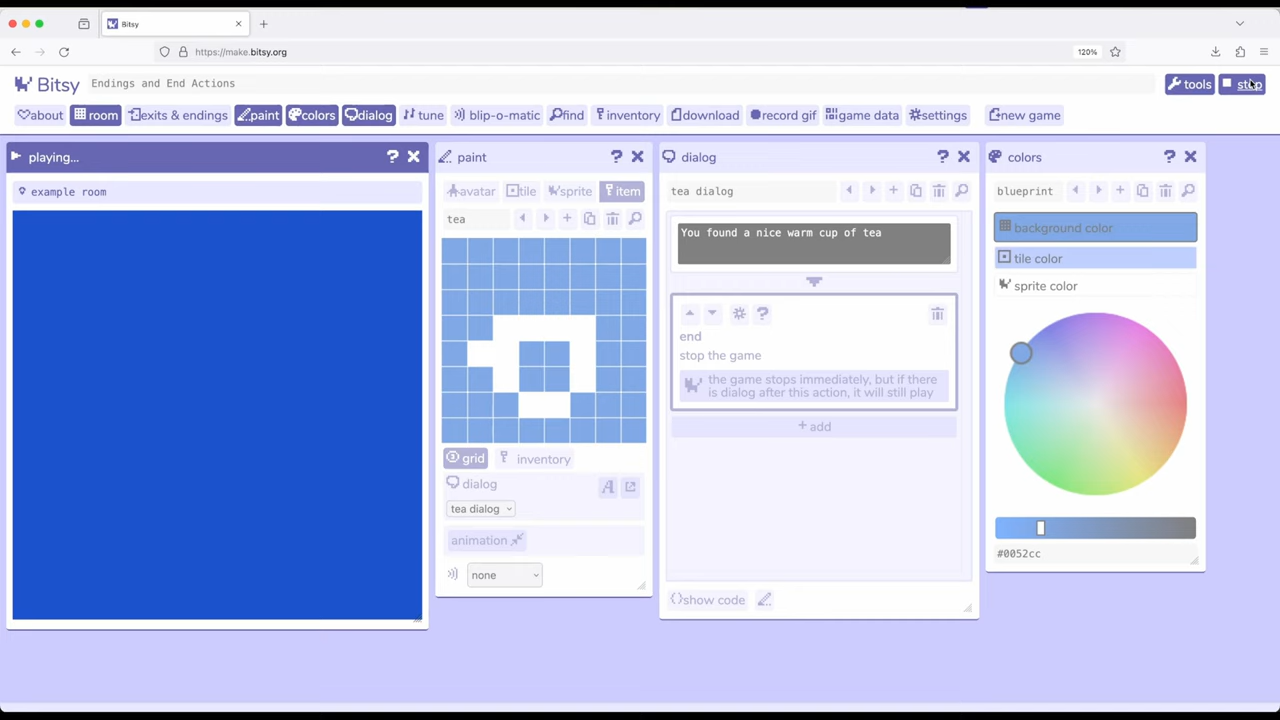 Bitsy
https://make.bitsy.org
120%
Bitsy
Endings and End Actions
tools
stop
about
room
exits & endings
paint
colors
dialog
tune
blip-o-matic
find
inventory
download
record gif
game data
settings
new game
playing...
example room
paint
avatar
tile
sprite
item
tea
grid
inventory
dialog
tea dialog
animation
none
dialog
tea dialog
You found a nice warm cup of tea
end
stop the game
the game stops immediately, but if there
is dialog after this action, it will still play
+ add
show code
colors
blueprint
background color
tile color
sprite color
#0052cc